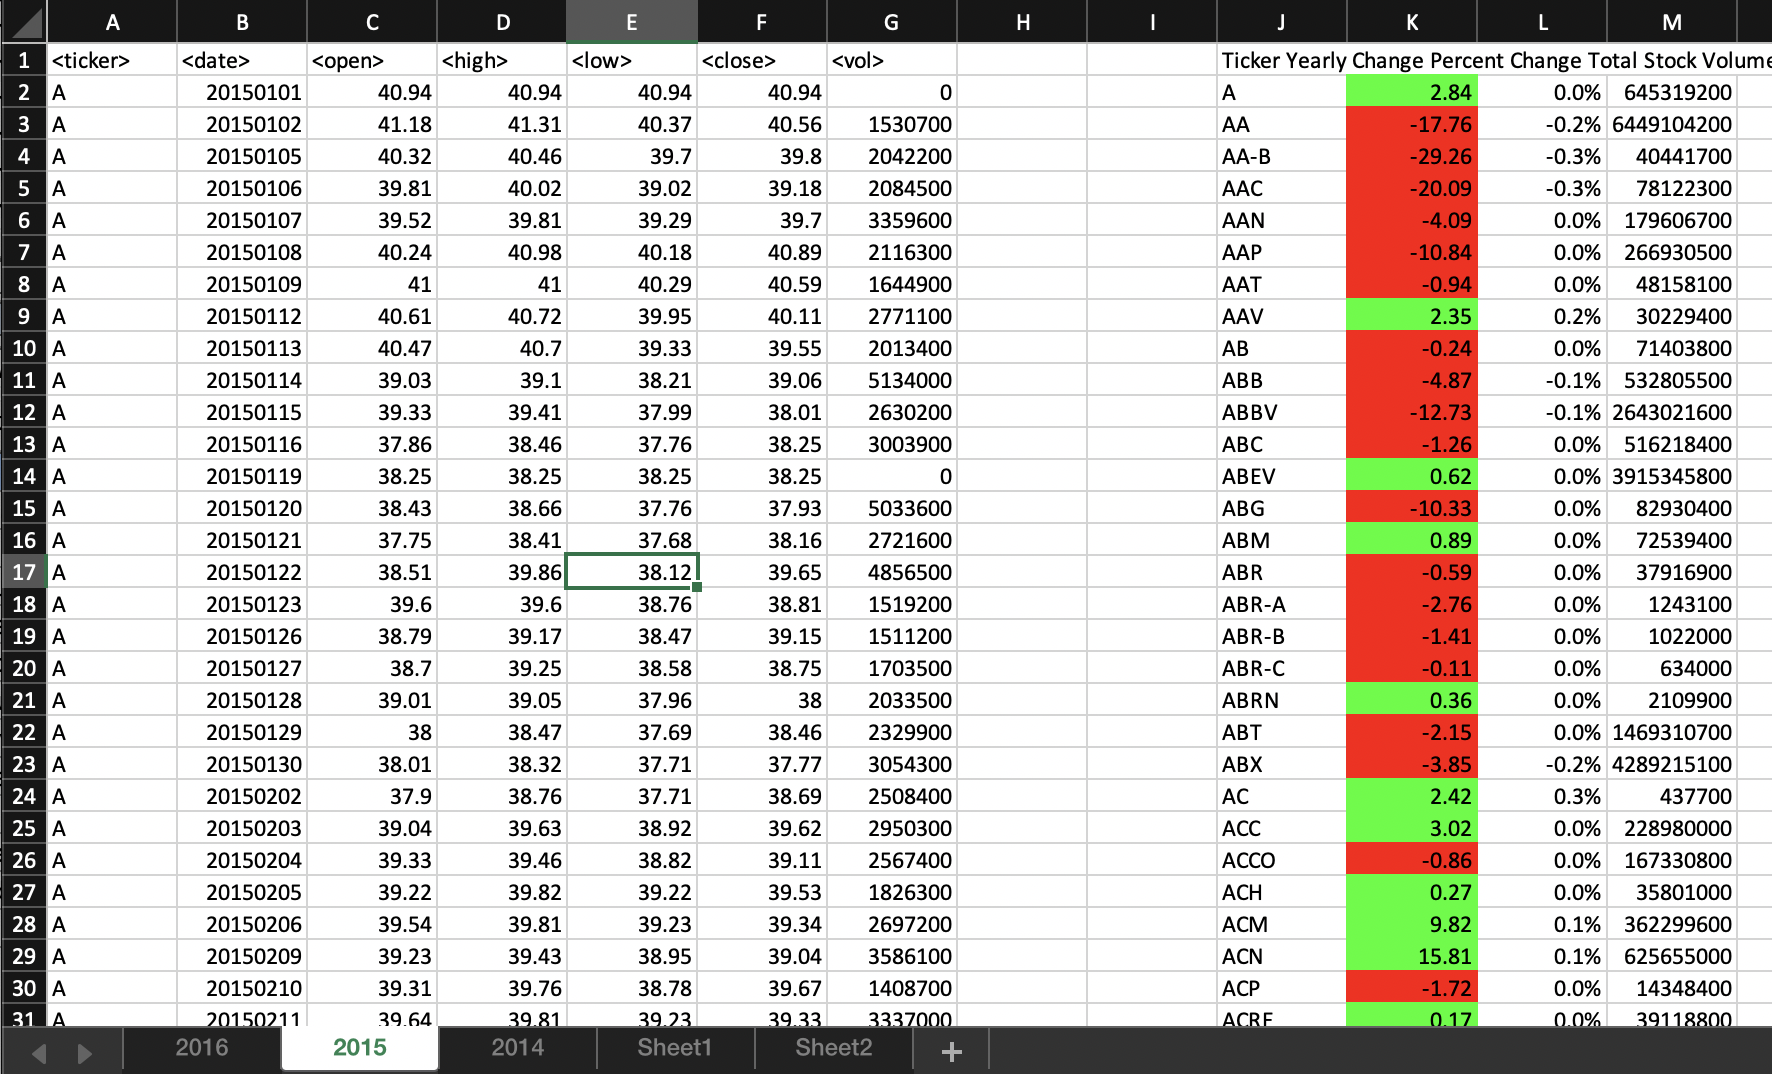 A B C D E F G H I J K L M
1 <ticker> <date> <open> <high> <low> <close> <vol> Ticker Yearly Change Percent Change Total Stock Volume
2 A 20150101 40.94 40.94 40.94 40.94 0 A 2.84 0.0% 645319200
3 A 20150102 41.18 41.31 40.37 40.56 1530700 AA -17.76 -0.2% 6449104200
4 A 20150105 40.32 40.46 39.7 39.8 2042200 AA-B -29.26 -0.3% 40441700
5 A 20150106 39.81 40.02 39.02 39.18 2084500 AAC -20.09 -0.3% 78122300
6 A 20150107 39.52 39.81 39.29 39.7 3359600 AAN -4.09 0.0% 179606700
7 A 20150108 40.24 40.98 40.18 40.89 2116300 AAP -10.84 0.0% 266930500
8 A 20150109 41 41 40.29 40.59 1644900 AAT -0.94 0.0% 48158100
9 A 20150112 40.61 40.72 39.95 40.11 2771100 AAV 2.35 0.2% 30229400
10 A 20150113 40.47 40.7 39.33 39.55 2013400 AB -0.24 0.0% 71403800
11 A 20150114 39.03 39.1 38.21 39.06 5134000 ABB -4.87 -0.1% 532805500
12 A 20150115 39.33 39.41 37.99 38.01 2630200 ABBV -12.73 -0.1% 2643021600
13 A 20150116 37.86 38.46 37.76 38.25 3003900 ABC -1.26 0.0% 516218400
14 A 20150119 38.25 38.25 38.25 38.25 0 ABEV 0.62 0.0% 3915345800
15 A 20150120 38.43 38.66 37.76 37.93 5033600 ABG -10.33 0.0% 82930400
16 A 20150121 37.75 38.41 37.68 38.16 2721600 ABM 0.89 0.0% 72539400
17 A 20150122 38.51 39.86 38.12 39.65 4856500 ABR -0.59 0.0% 37916900
18 A 20150123 39.6 39.6 38.76 38.81 1519200 ABR-A -2.76 0.0% 1243100
19 A 20150126 38.79 39.17 38.47 39.15 1511200 ABR-B -1.41 0.0% 1022000
20 A 20150127 38.7 39.25 38.58 38.75 1703500 ABR-C -0.11 0.0% 634000
21 A 20150128 39.01 39.05 37.96 38 2033500 ABRN 0.36 0.0% 2109900
22 A 20150129 38 38.47 37.69 38.46 2329900 ABT -2.15 0.0% 1469310700
23 A 20150130 38.01 38.32 37.71 37.77 3054300 ABX -3.85 -0.2% 4289215100
24 A 20150202 37.9 38.76 37.71 38.69 2508400 AC 2.42 0.3% 437700
25 A 20150203 39.04 39.63 38.92 39.62 2950300 ACC 3.02 0.0% 228980000
26 A 20150204 39.33 39.46 38.82 39.11 2567400 ACCO -0.86 0.0% 167330800
27 A 20150205 39.22 39.82 39.22 39.53 1826300 ACH 0.27 0.0% 35801000
28 A 20150206 39.54 39.81 39.23 39.34 2697200 ACM 9.82 0.1% 362299600
29 A 20150209 39.23 39.43 38.95 39.04 3586100 ACN 15.81 0.1% 625655000
30 A 20150210 39.31 39.76 38.78 39.67 1408700 ACP -1.72 0.0% 14348400
31 A 20150211 39.64 39.81 39.23 39.33 3337000 ACRE 0.17 0.0% 39118800
2016 2015 2014 Sheet1 Sheet2 +